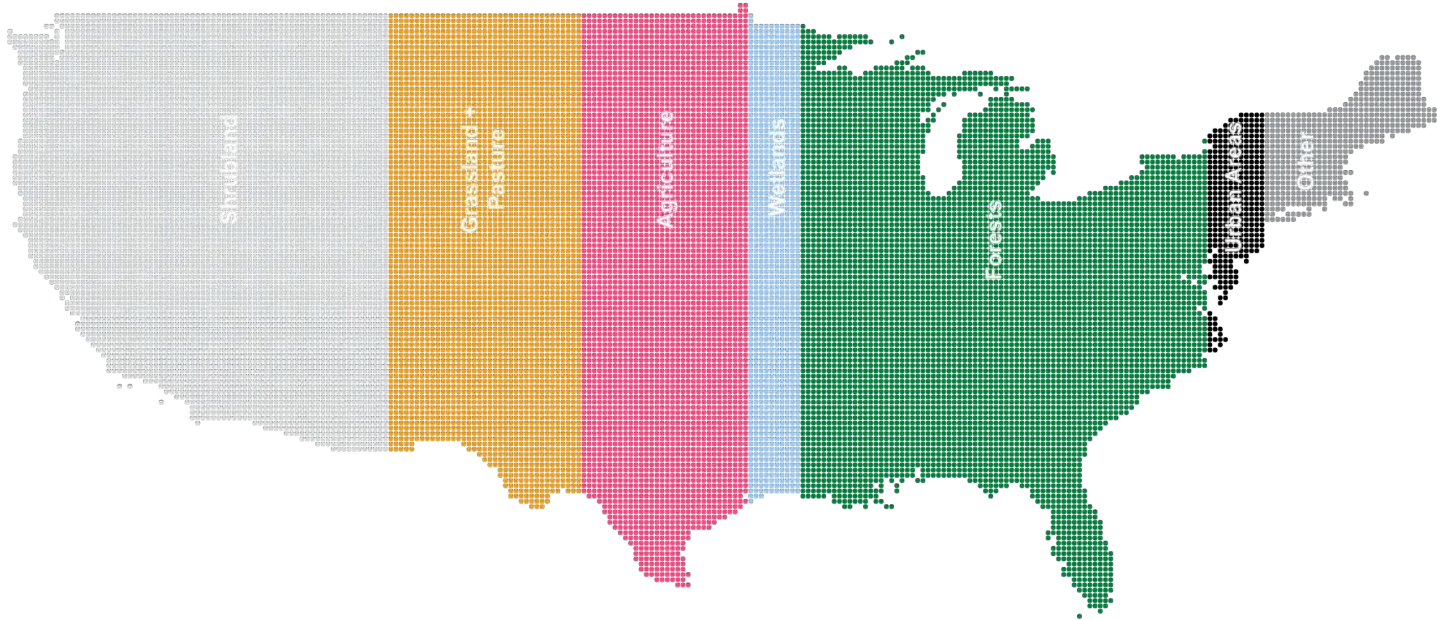 Shrubland
Grassland +
Pasture
Agriculture
Wetlands
Forests
Urban Areas
Other